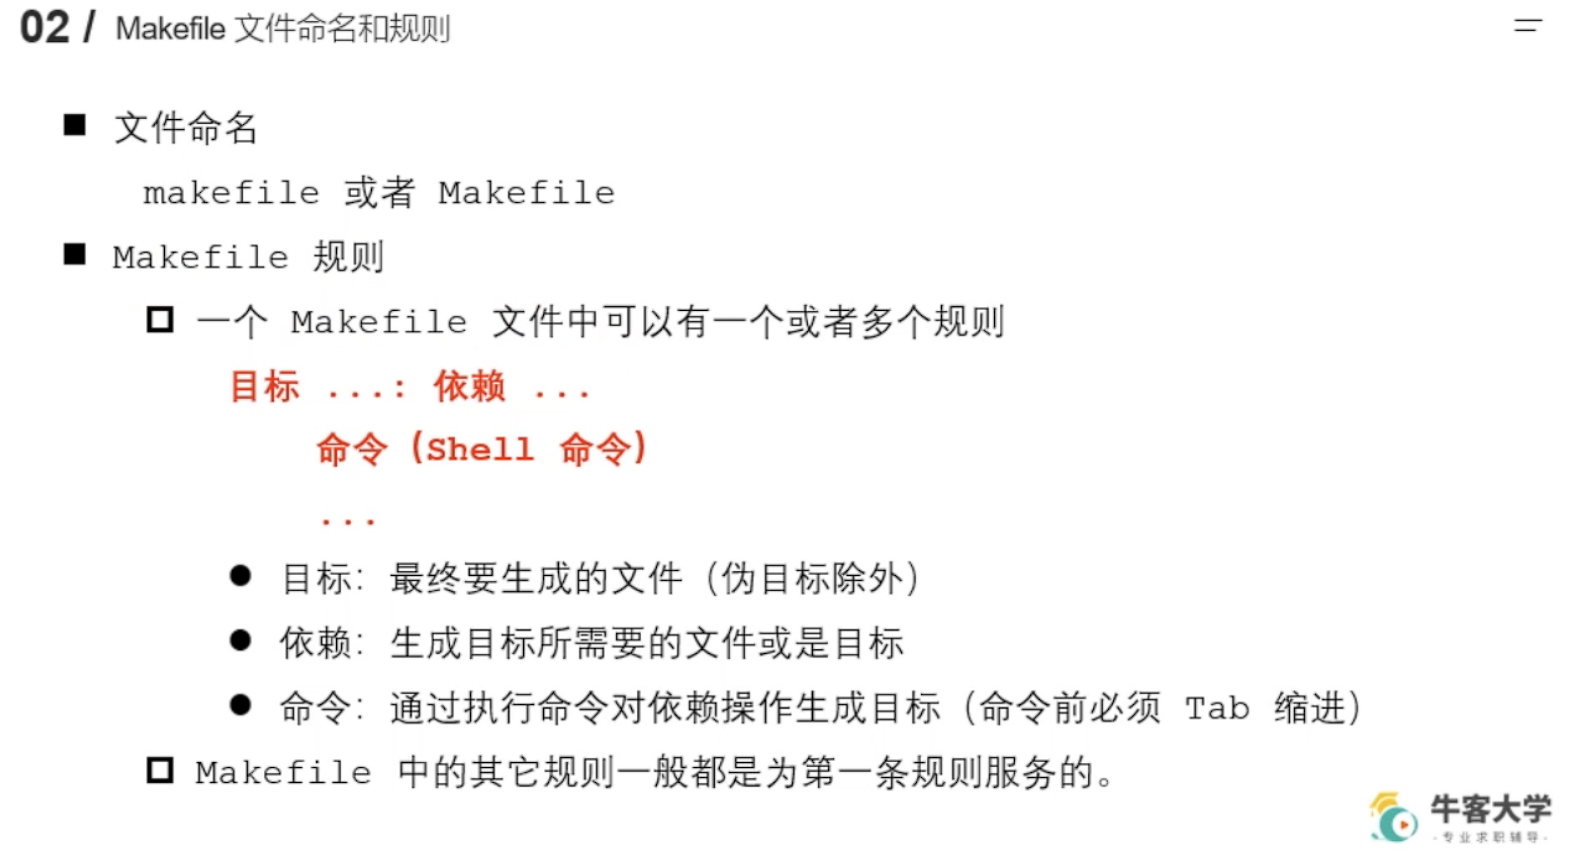 02 / Makefile 文件命名和规则
文件命名
makefile 或者 Makefile
Makefile 规则
一个 Makefile 文件中可以有一个或者多个规则
目标 ...: 依赖 ...
命令（Shell 命令）
...
目标：最终要生成的文件（伪目标除外）
依赖：生成目标所需要的文件或是目标
命令：通过执行命令对依赖操作生成目标（命令前必须 Tab 缩进）
Makefile 中的其它规则一般都是为第一条规则服务的。
牛客大学
-专业求职辅导-